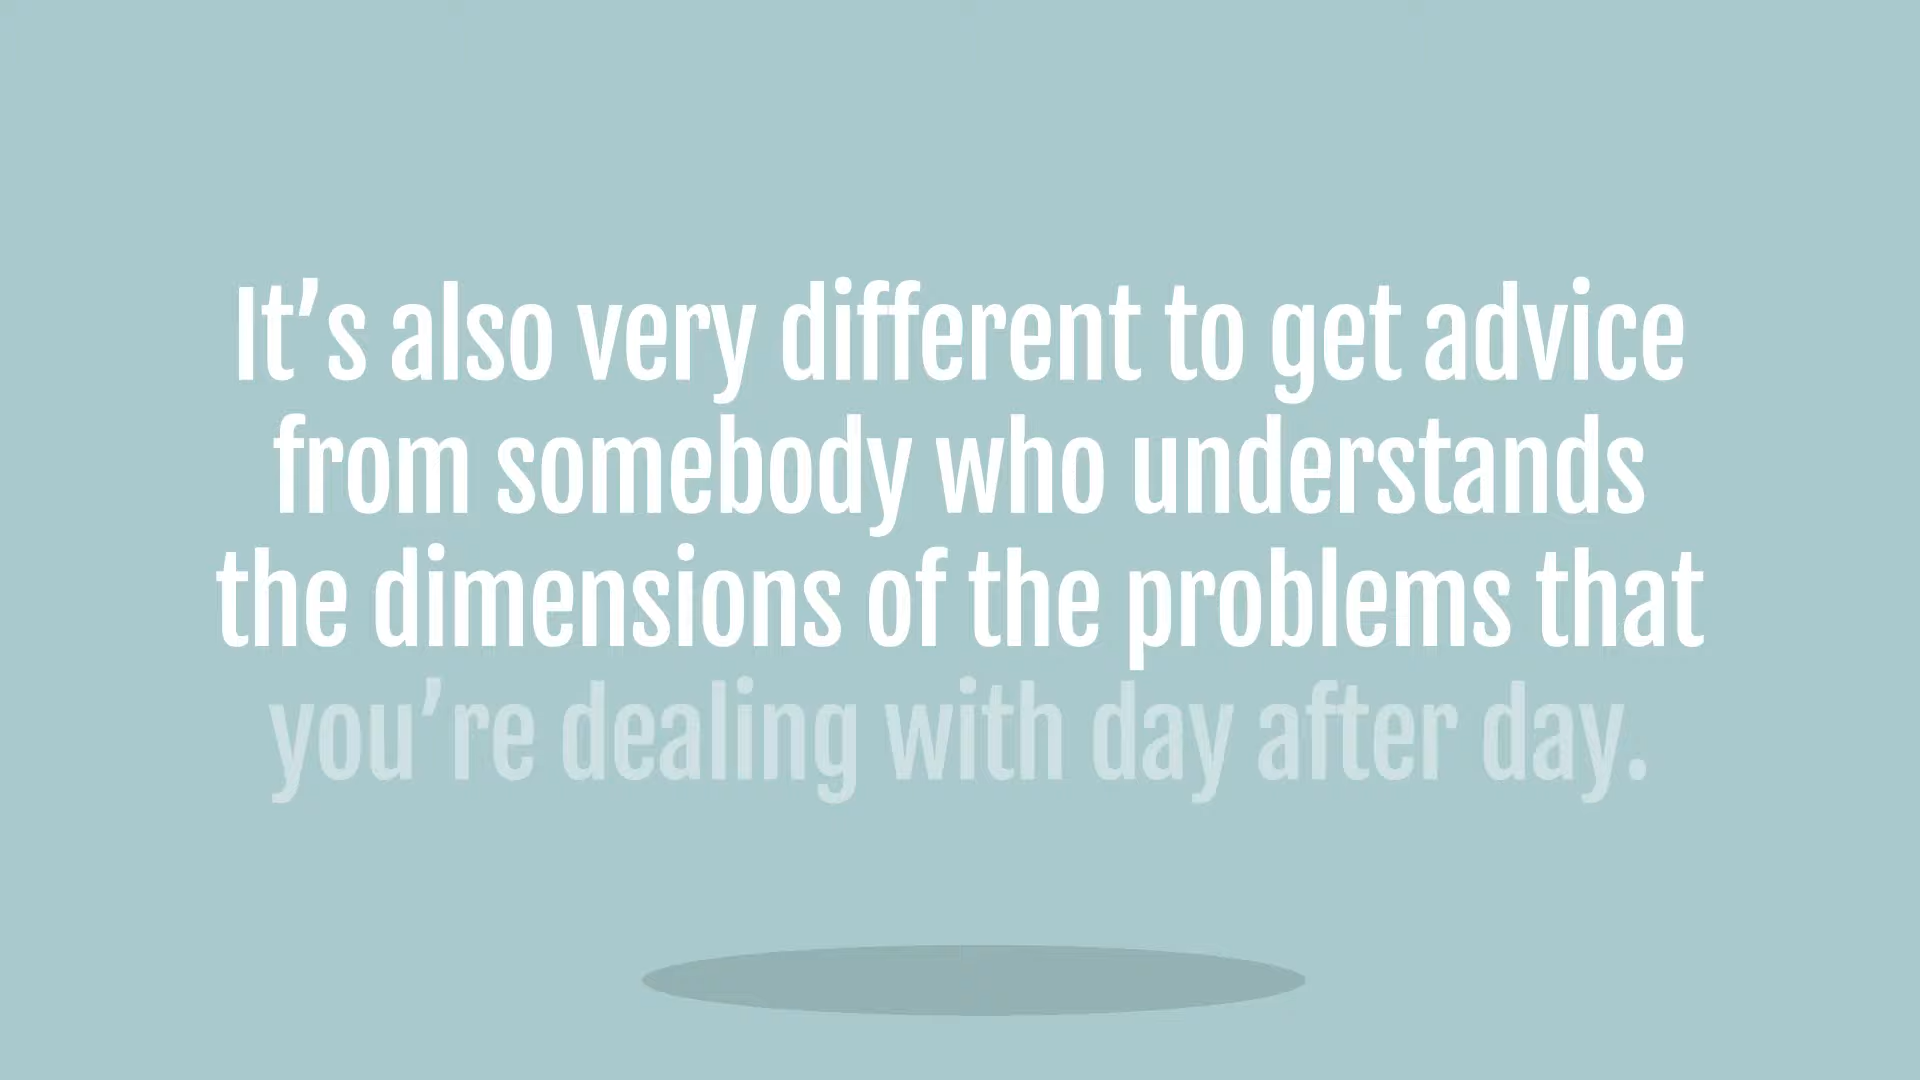 It’s also very different to get advice
from somebody who understands
the dimensions of the problems that
you’re dealing with day after day.